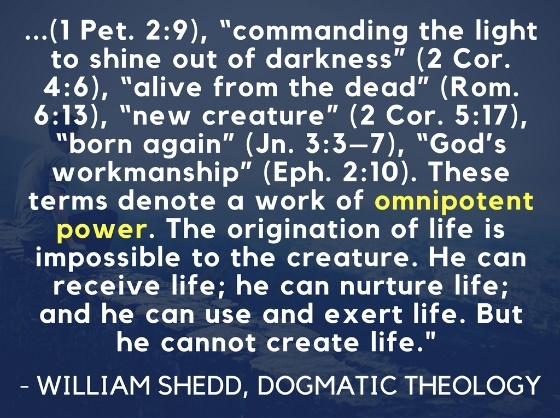 ...(1 Pet. 2:9), “commanding the light
to shine out of darkness” (2 Cor.
4:6), “alive from the dead” (Rom.
6:13), “new creature” (2 Cor. 5:17),
“born again” (Jn. 3:3–7), “God’s
workmanship” (Eph. 2:10). These
terms denote a work of omnipotent
power. The origination of life is
impossible to the creature. He can
receive life; he can nurture life;
and he can use and exert life. But
he cannot create life."
- WILLIAM SHEDD, DOGMATIC THEOLOGY